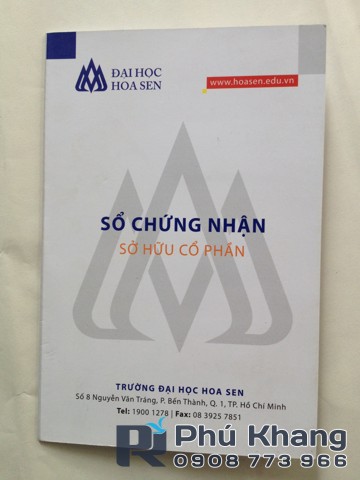 ĐẠI HỌC
HOA SEN
www.hoasen.edu.vn
SỔ CHỨNG NHẬN
SỞ HỮU CỔ PHẦN
TRƯỜNG ĐẠI HỌC HOA SEN
Số 8 Nguyễn Văn Tráng, P. Bến Thành, Q. 1, TP. Hồ Chí Minh
Tel: 1900 1278 | Fax: 08 3925 7851
Phú Khang
0908 773 966